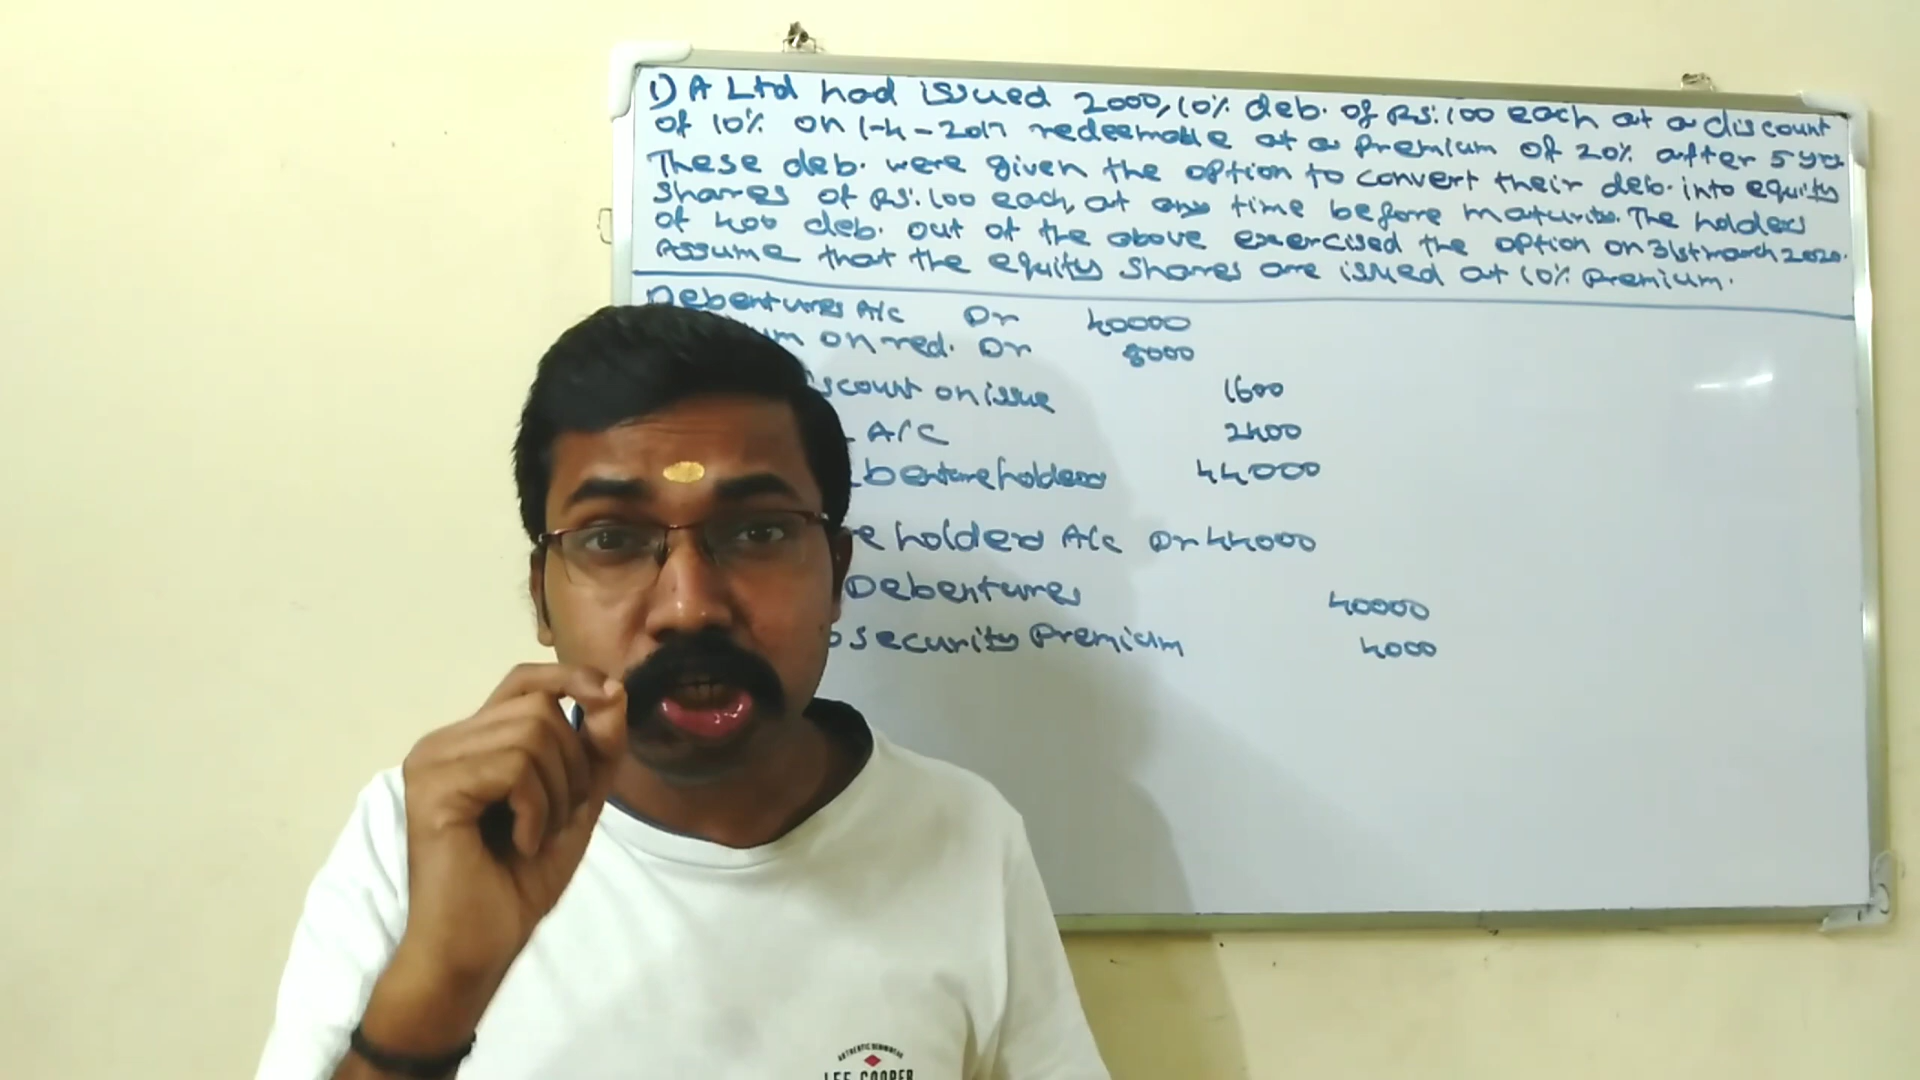 1) A Ltd had issued 2000, 10% deb. of Rs: 100 each at a discount
of 10% on 1-4-2017 redeemable at a premium of 20% after 5 yrs
These deb. were given the option to convert their deb. into equity
shares of Rs: 100 each, at any time before maturity. The holders
of 400 deb. out of the above exercised the option on 31st march 2020.
Assume that the equity shares are issued at 10% premium.
Debentures A/c Dr 40000
m on red. Dr 8000
scount on issue 1600
A/C 2400
benture holders 44000
e holders A/c Dr 44000
Debentures 40000
o security Premium 4000
AUTHENTIC DENIMWEAR
LEE COOPER